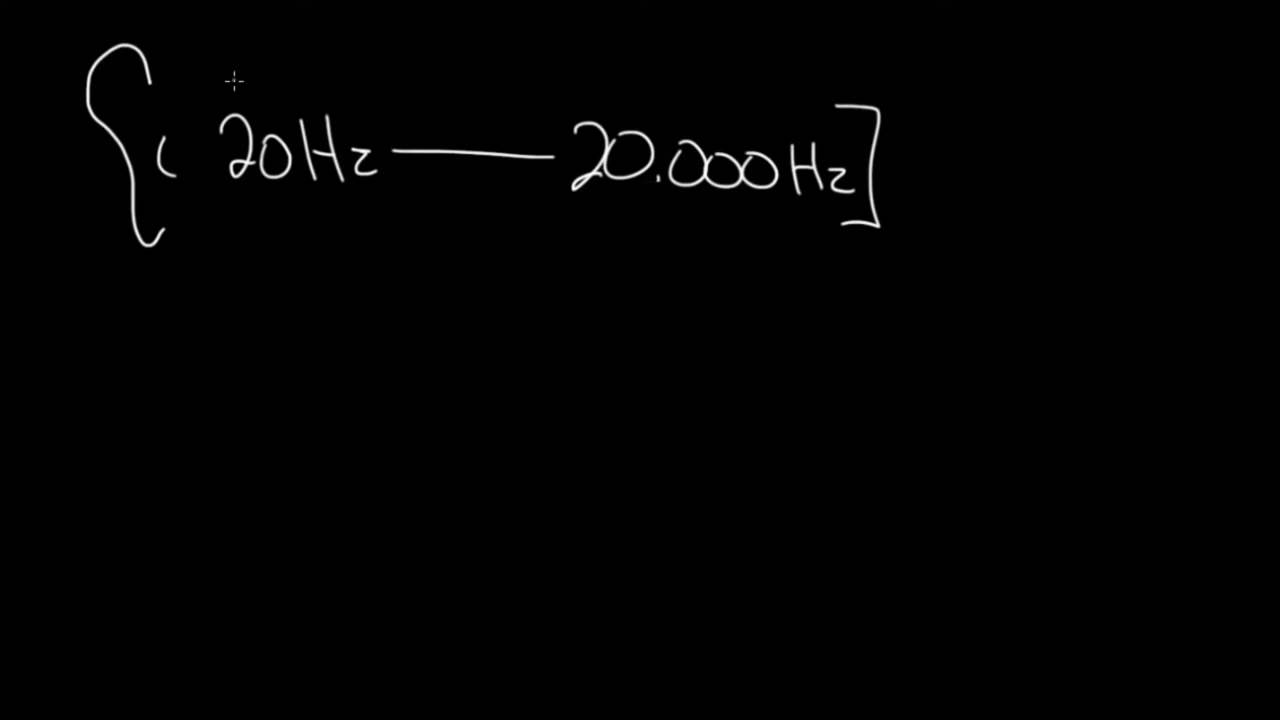 { ( 20Hz — 20.000Hz ]